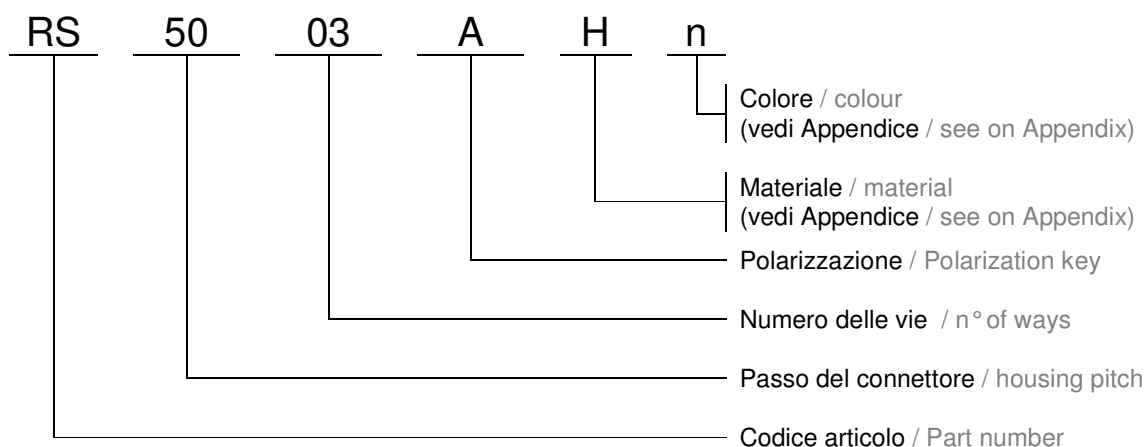 RS 50 03 A H n
Colore / colour
(vedi Appendice / see on Appendix)
Materiale / material
(vedi Appendice / see on Appendix)
Polarizzazione / Polarization key
Numero delle vie / n° of ways
Passo del connettore / housing pitch
Codice articolo / Part number